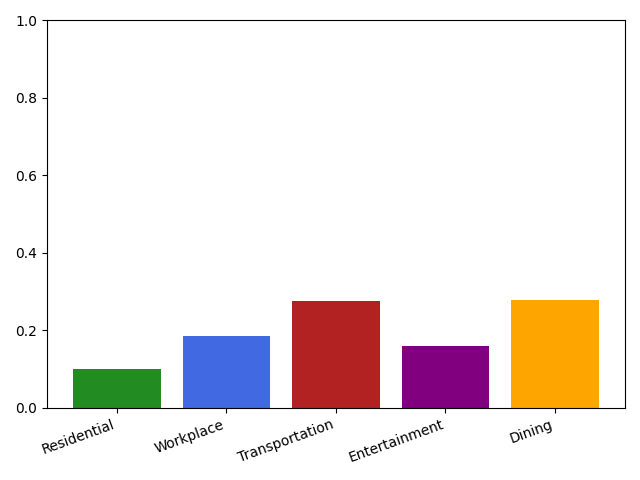 1.0
0.8
0.6
0.4
0.2
0.0
Residential
Workplace
Transportation
Entertainment
Dining